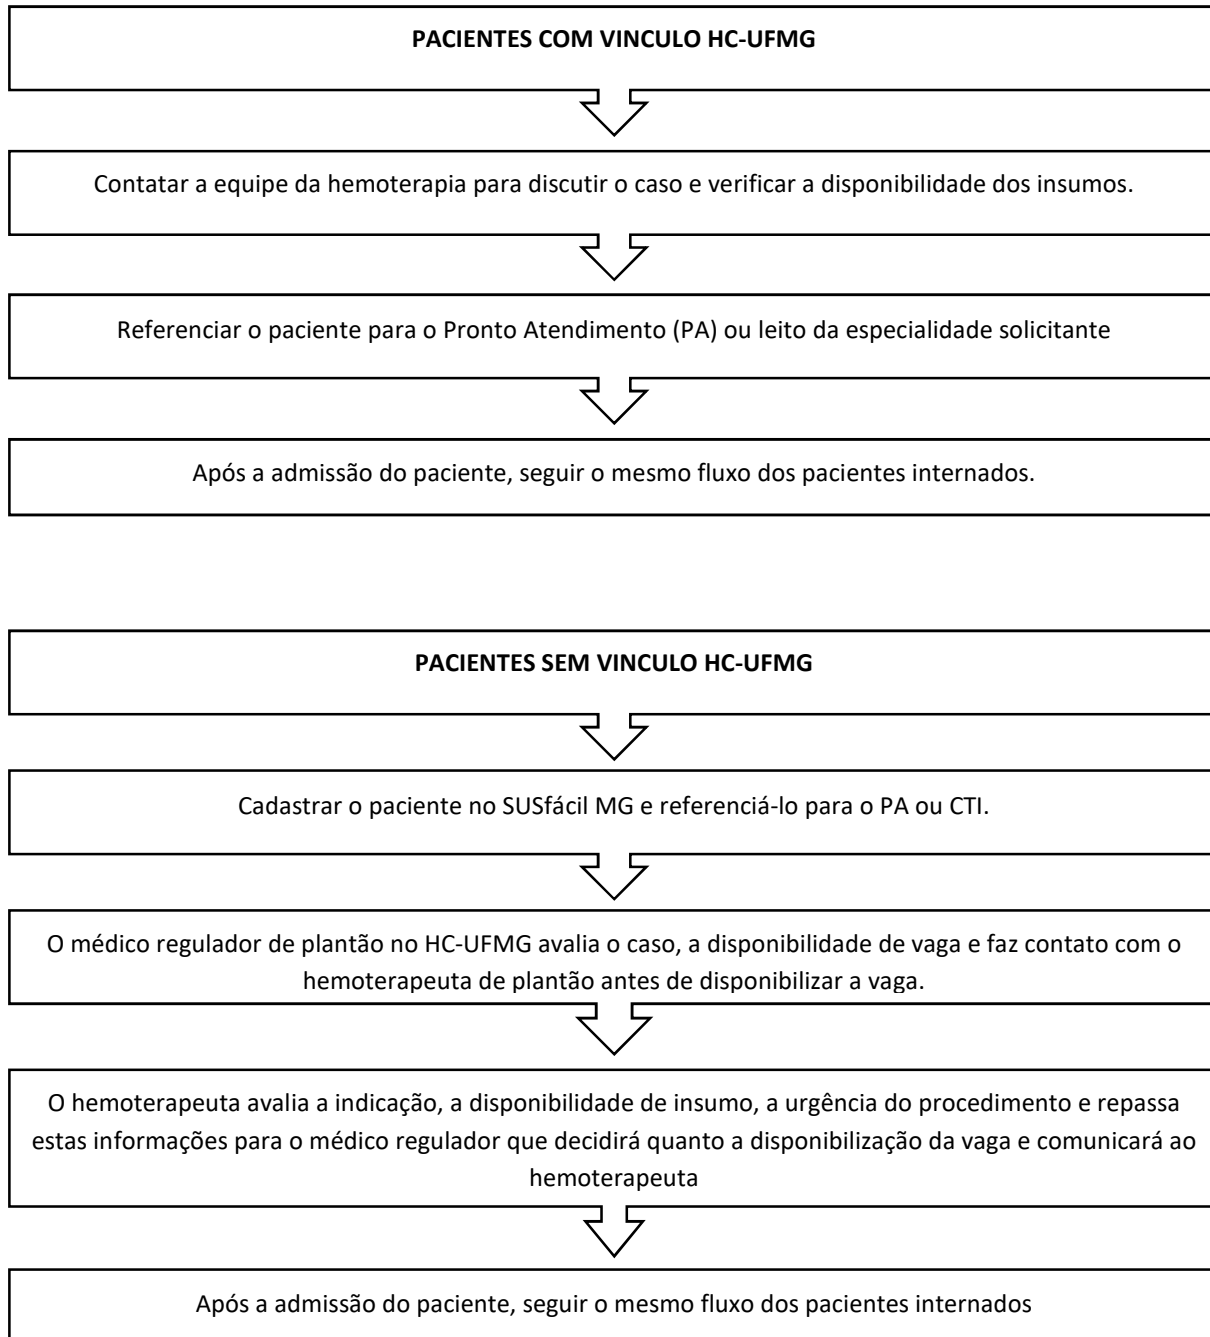 PACIENTES COM VINCULO HC-UFMG
Contatar a equipe da hemoterapia para discutir o caso e verificar a disponibilidade dos insumos.
Referenciar o paciente para o Pronto Atendimento (PA) ou leito da especialidade solicitante
Após a admissão do paciente, seguir o mesmo fluxo dos pacientes internados.
PACIENTES SEM VINCULO HC-UFMG
Cadastrar o paciente no SUSfácil MG e referenciá-lo para o PA ou CTI.
O médico regulador de plantão no HC-UFMG avalia o caso, a disponibilidade de vaga e faz contato com o
hemoterapeuta de plantão antes de disponibilizar a vaga.
O hemoterapeuta avalia a indicação, a disponibilidade de insumo, a urgência do procedimento e repassa
estas informações para o médico regulador que decidirá quanto a disponibilização da vaga e comunicará ao
hemoterapeuta
Após a admissão do paciente, seguir o mesmo fluxo dos pacientes internados